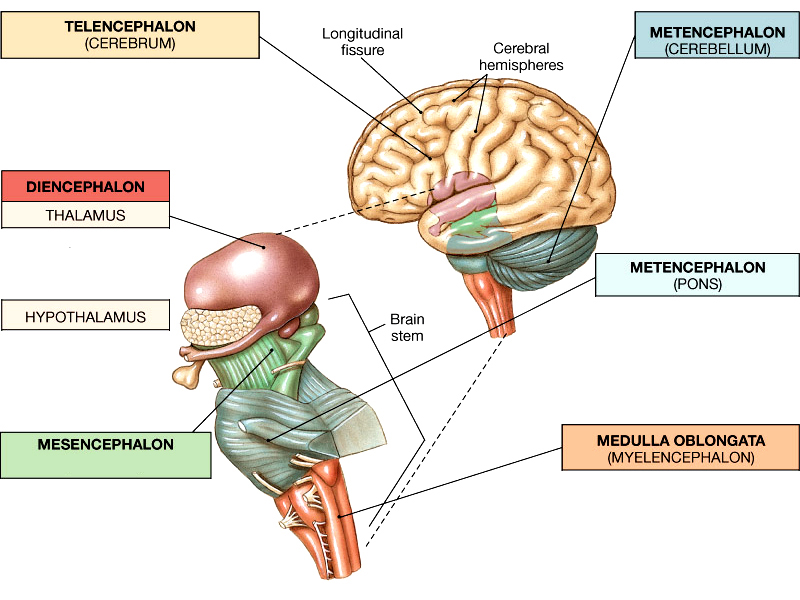 TELENCEPHALON
(CEREBRUM)
Longitudinal
fissure
Cerebral
hemispheres
METENCEPHALON
(CEREBELLUM)
DIENCEPHALON
THALAMUS
HYPOTHALAMUS
Brain
stem
METENCEPHALON
(PONS)
MESENCEPHALON
MEDULLA OBLONGATA
(MYELENCEPHALON)